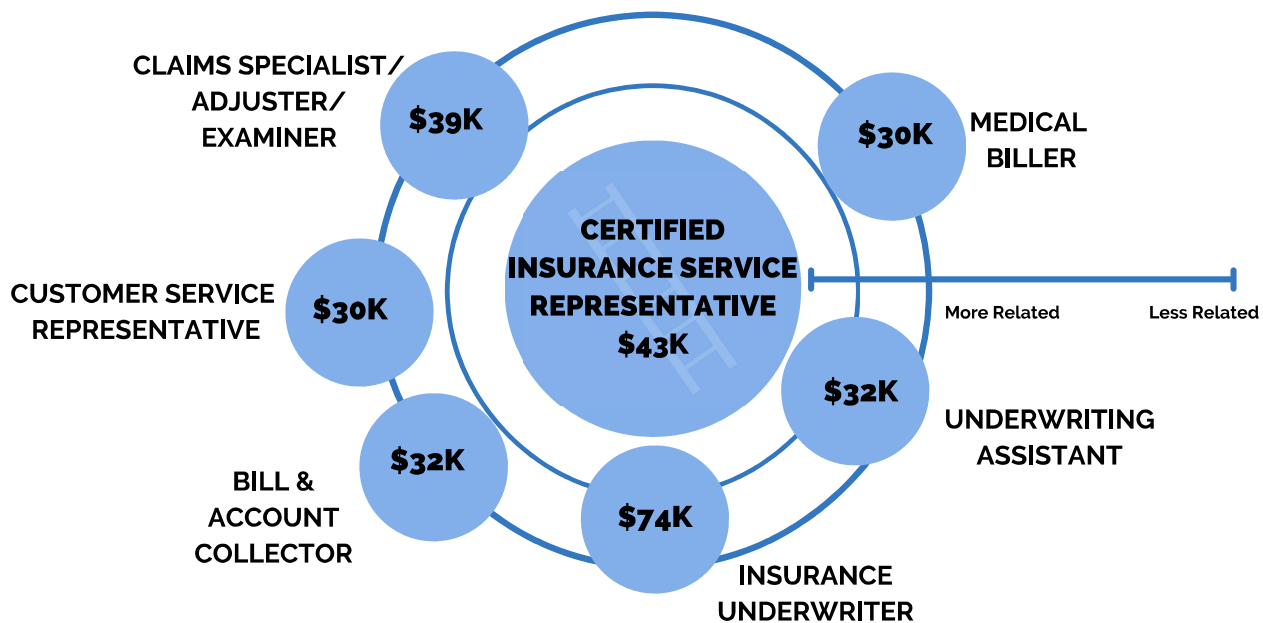 CLAIMS SPECIALIST/
ADJUSTER/
EXAMINER
$39K
MEDICAL
BILLER
$30K
CERTIFIED
INSURANCE SERVICE
REPRESENTATIVE
$43K
CUSTOMER SERVICE
REPRESENTATIVE
$30K
More Related
Less Related
$32K
UNDERWRITING
ASSISTANT
$32K
BILL &
ACCOUNT
COLLECTOR
$74K
INSURANCE
UNDERWRITER